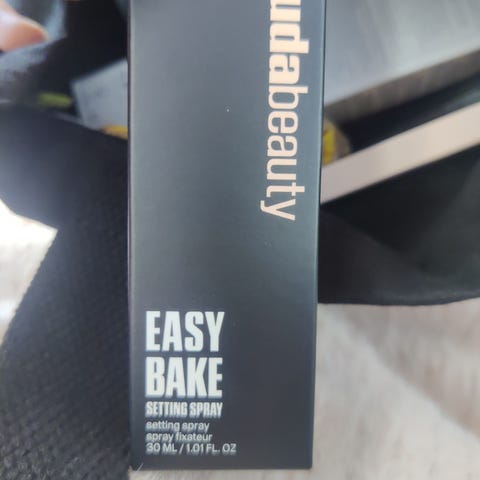 udabeauty
EASY
BAKE
SETTING SPRAY
setting spray
spray fixateur
30 ML / 1.01 FL. OZ